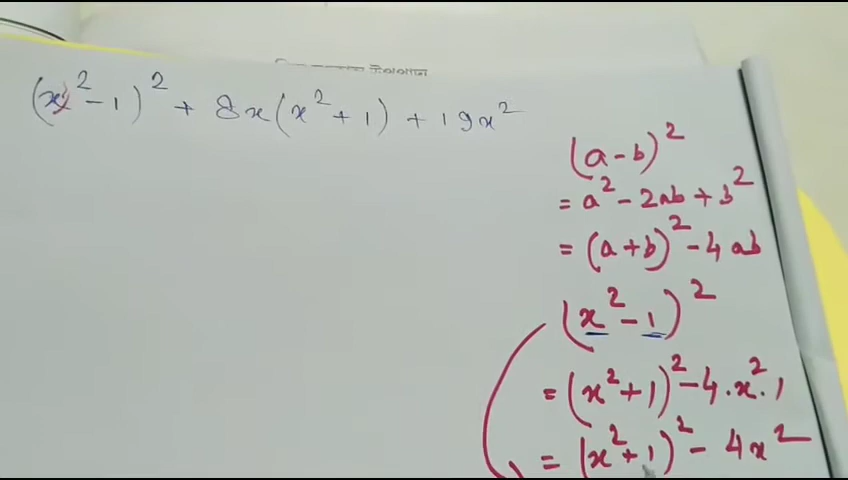 (x² - 1)² + 8x(x² + 1) + 19x²
(a - b)²
= a² - 2ab + b²
= (a + b)² - 4ab
(x² - 1)²
= (x² + 1)² - 4.x².1
= (x² + 1)² - 4x²